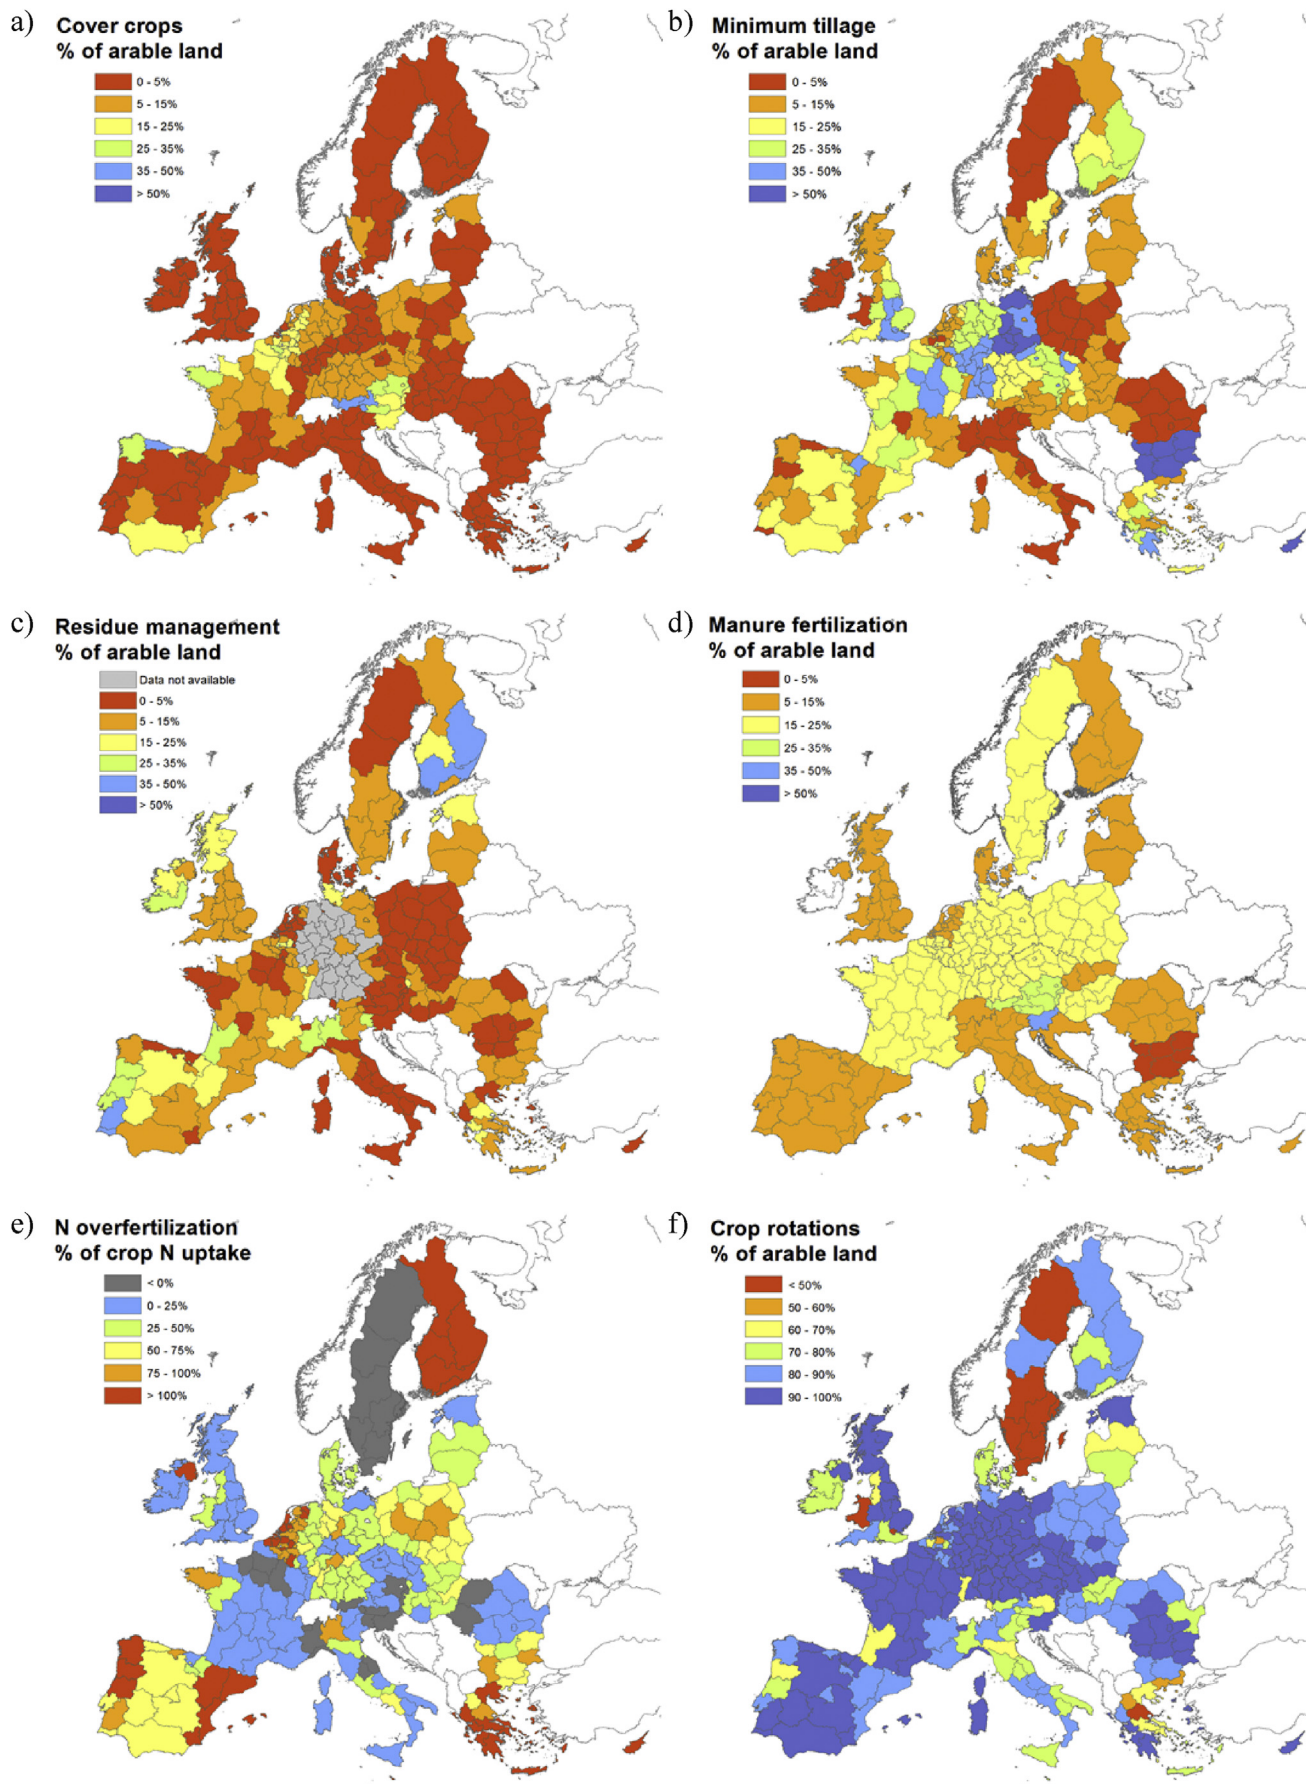 a)
Cover crops
% of arable land
0 - 5%
5 - 15%
15 - 25%
25 - 35%
35 - 50%
> 50%
b)
Minimum tillage
% of arable land
0 - 5%
5 - 15%
15 - 25%
25 - 35%
35 - 50%
> 50%
c)
Residue management
% of arable land
Data not available
0 - 5%
5 - 15%
15 - 25%
25 - 35%
35 - 50%
> 50%
d)
Manure fertilization
% of arable land
0 - 5%
5 - 15%
15 - 25%
25 - 35%
35 - 50%
> 50%
e)
N overfertilization
% of crop N uptake
< 0%
0 - 25%
25 - 50%
50 - 75%
75 - 100%
> 100%
f)
Crop rotations
% of arable land
< 50%
50 - 60%
60 - 70%
70 - 80%
80 - 90%
90 - 100%